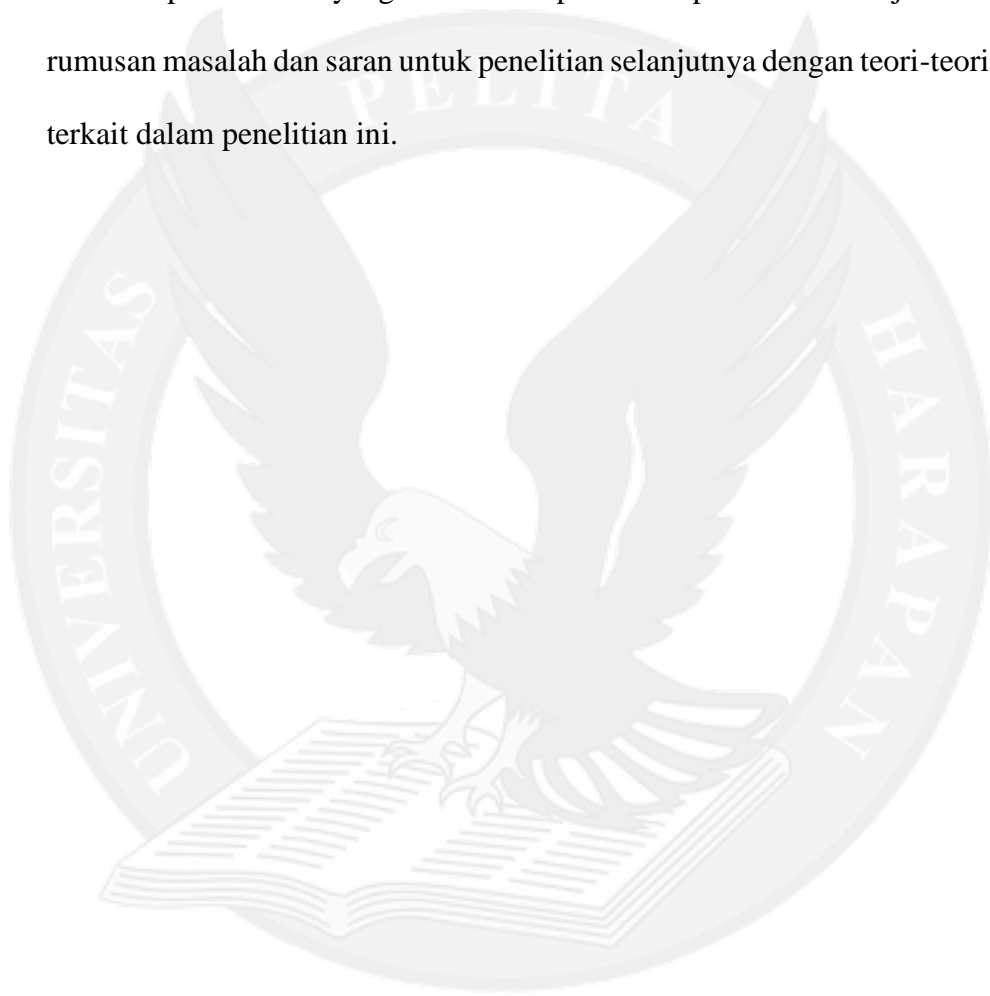 rumusan masalah dan saran untuk penelitian selanjutnya dengan teori-teori
terkait dalam penelitian ini.
UNIVERSITAS
PELITA
HARAPAN